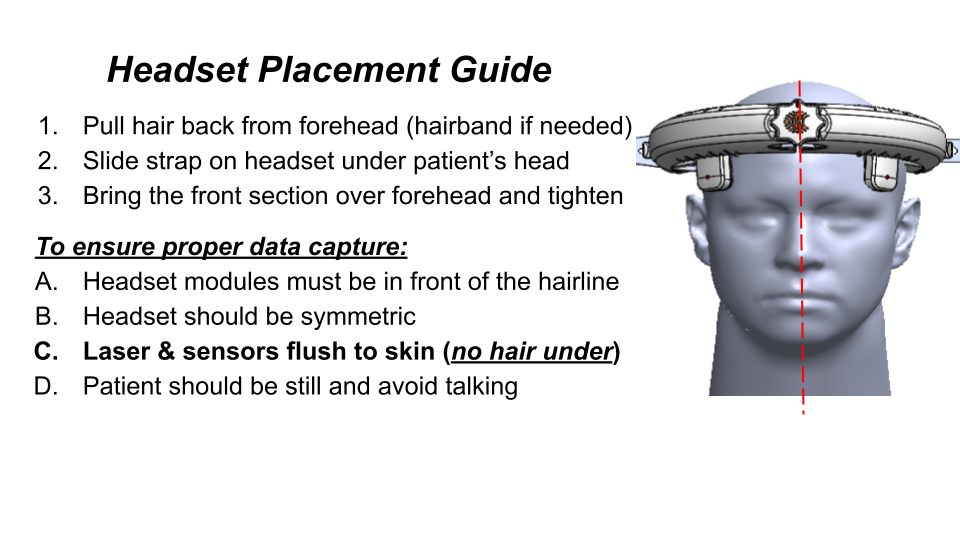 Headset Placement Guide
1. Pull hair back from forehead (hairband if needed)
2. Slide strap on headset under patient’s head
3. Bring the front section over forehead and tighten
To ensure proper data capture:
A. Headset modules must be in front of the hairline
B. Headset should be symmetric
C. Laser & sensors flush to skin (no hair under)
D. Patient should be still and avoid talking